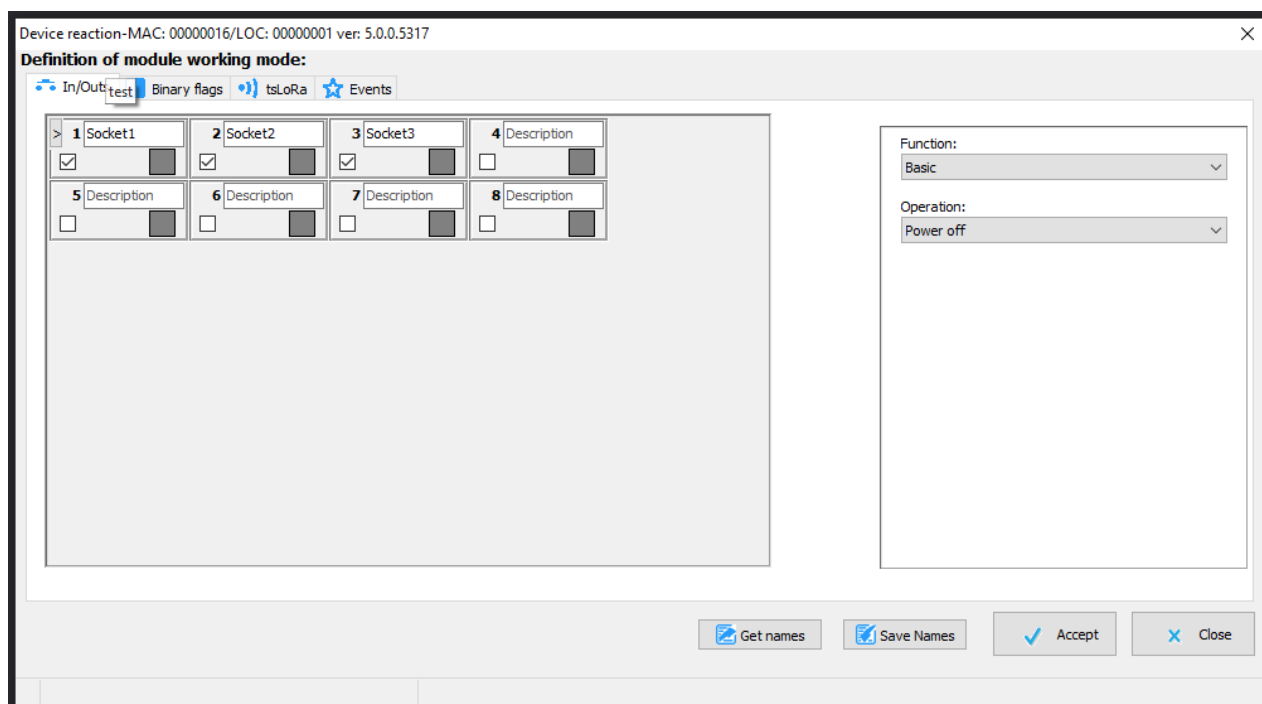 Device reaction-MAC: 00000016/LOC: 00000001 ver: 5.0.0.5317
Definition of module working mode:
In/Out test Binary flags tsLoRa Events
> 1 Socket1 2 Socket2 3 Socket3 4 Description
5 Description 6 Description 7 Description 8 Description
Function:
Basic
Operation:
Power off
Get names Save Names Accept Close